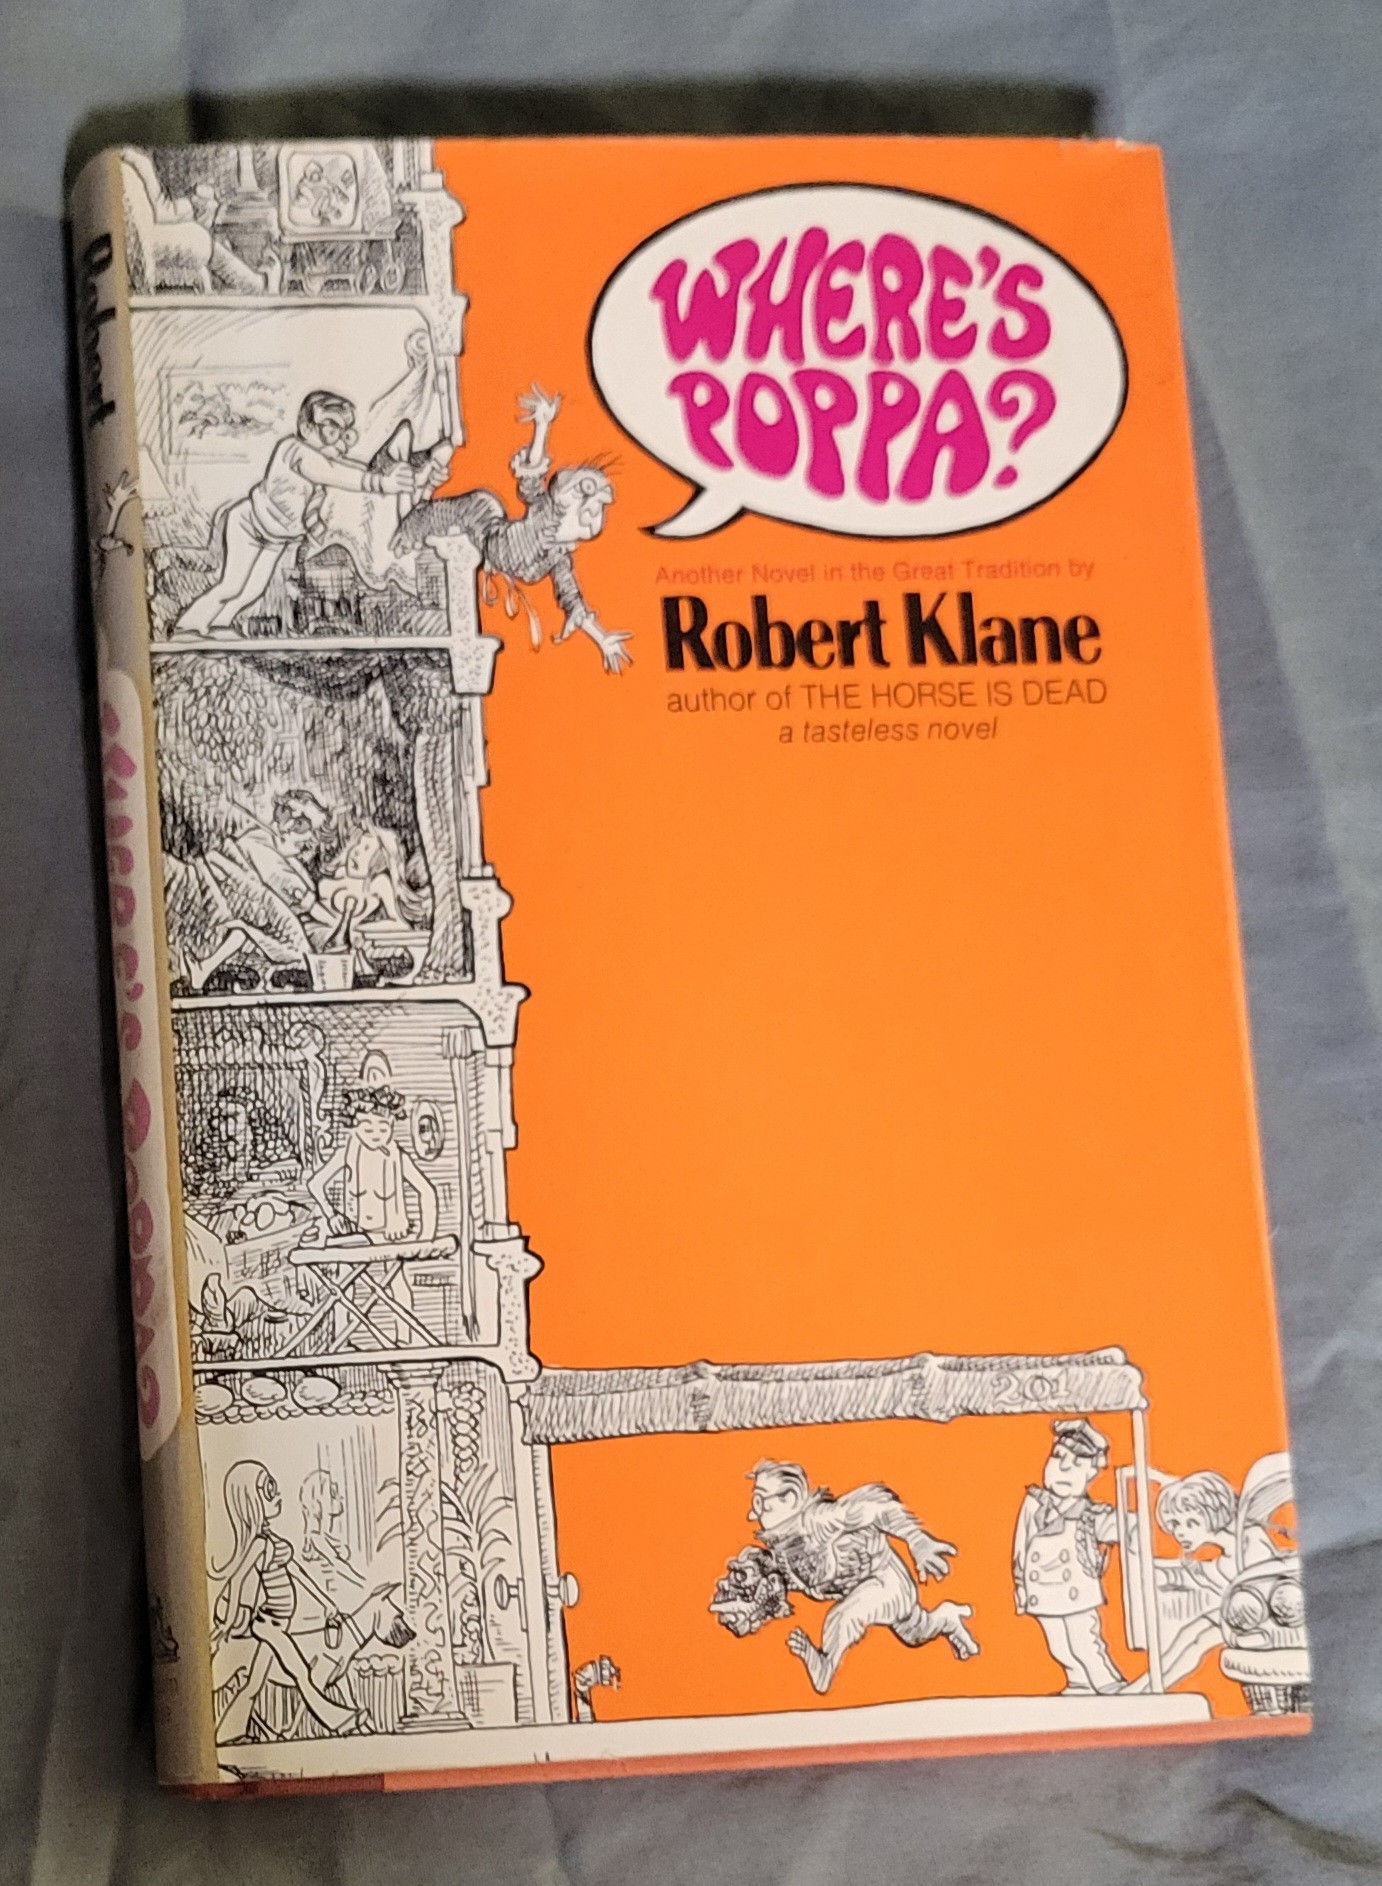 WHERE'S
POPPA?
Another Novel in the Great Tradition by
Robert Klane
author of THE HORSE IS DEAD
a tasteless novel
201
Robert
WHERE'S POPPA?